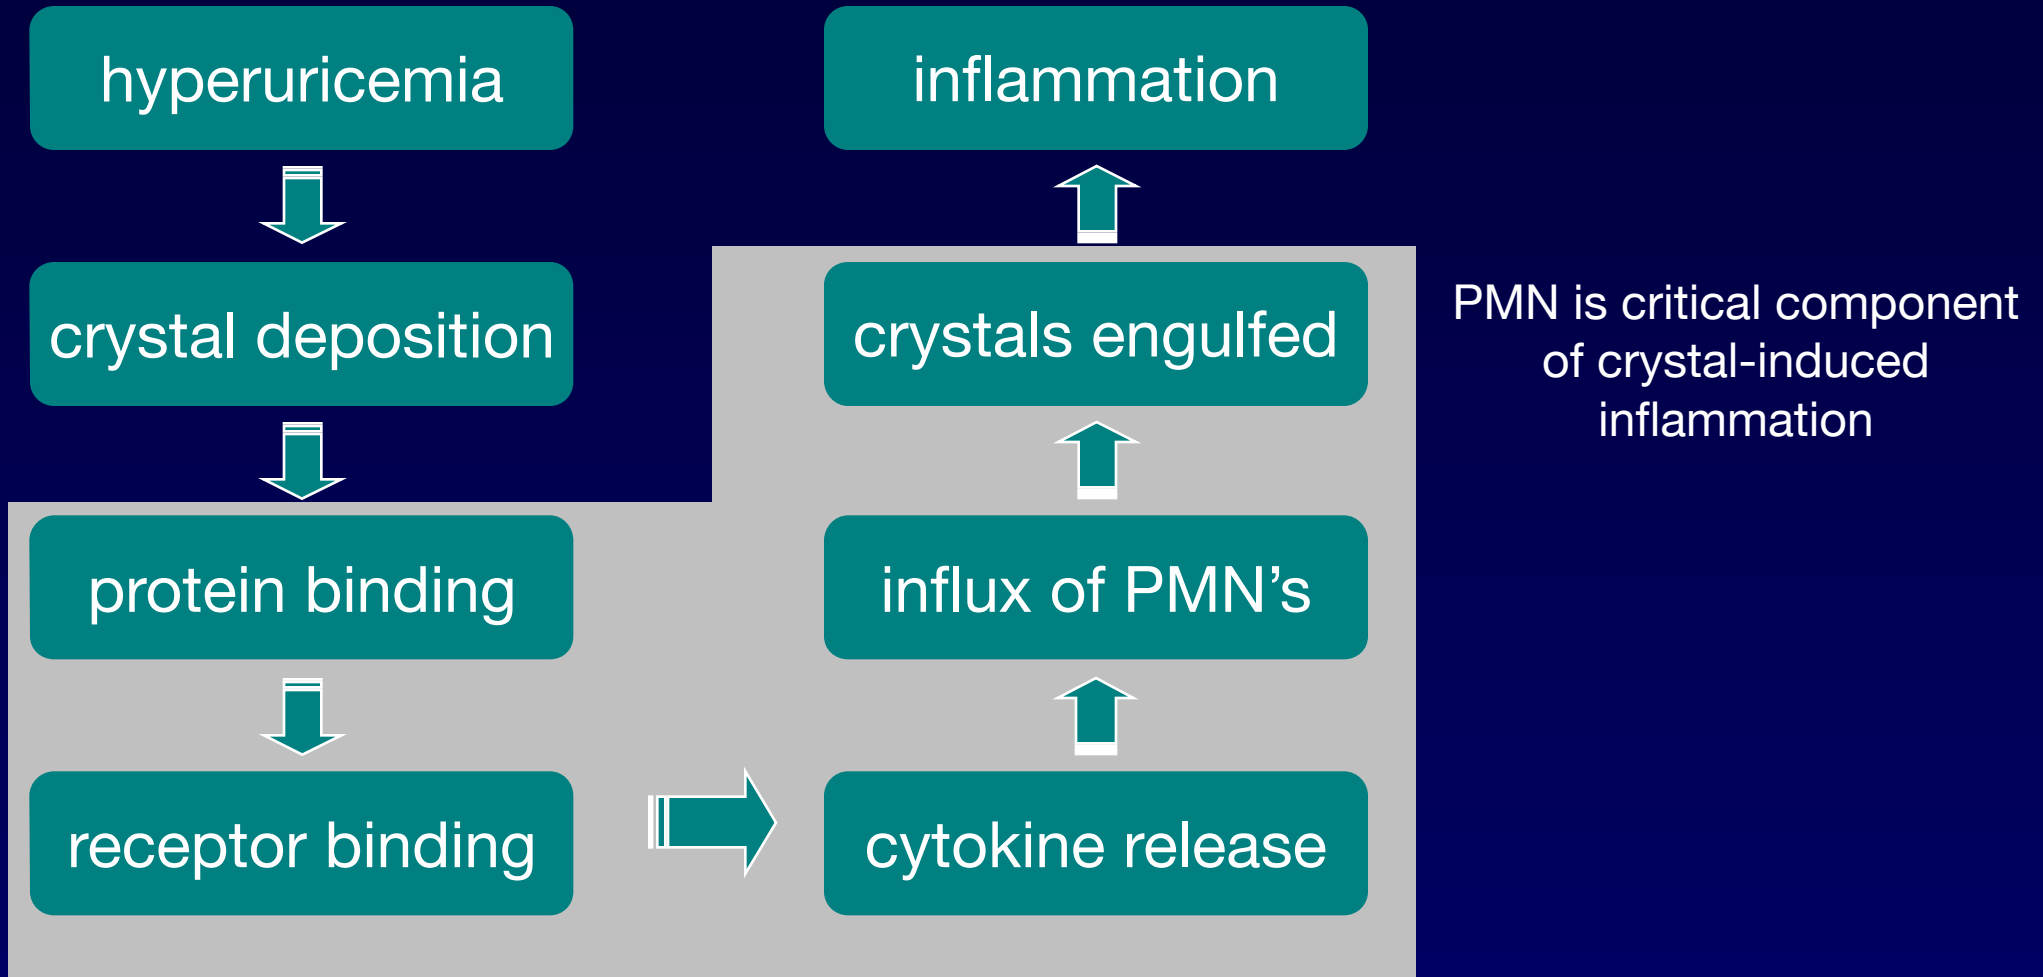 hyperuricemia
crystal deposition
protein binding
receptor binding
cytokine release
influx of PMN’s
crystals engulfed
inflammation
PMN is critical component
of crystal-induced
inflammation